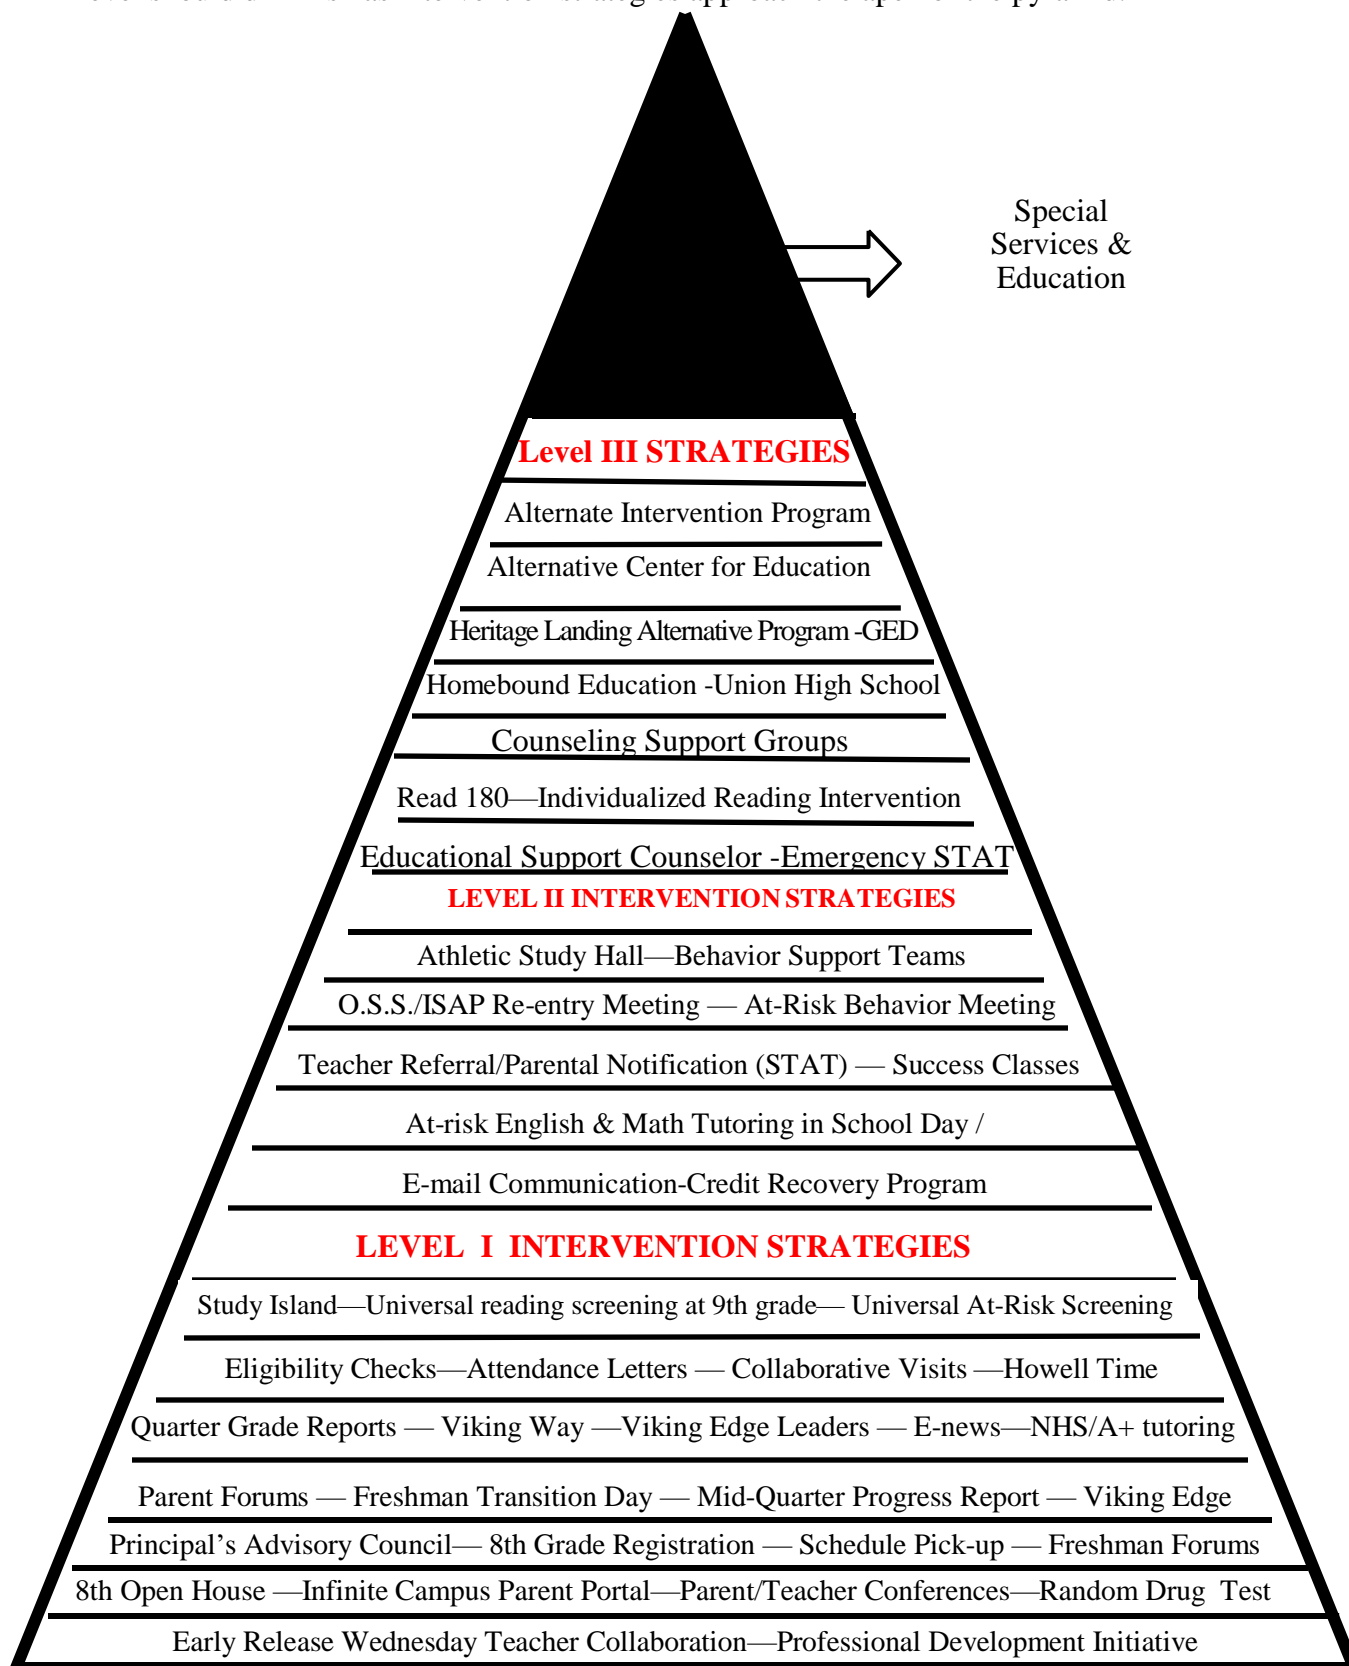 Special
Services &
Education
Level III STRATEGIES
Alternate Intervention Program
Alternative Center for Education
Heritage Landing Alternative Program -GED
Homebound Education -Union High School
Counseling Support Groups
Read 180—Individualized Reading Intervention
Educational Support Counselor -Emergency STAT
LEVEL II INTERVENTION STRATEGIES
Athletic Study Hall—Behavior Support Teams
O.S.S./ISAP Re-entry Meeting — At-Risk Behavior Meeting
Teacher Referral/Parental Notification (STAT) — Success Classes
At-risk English & Math Tutoring in School Day /
E-mail Communication-Credit Recovery Program
LEVEL I INTERVENTION STRATEGIES
Study Island—Universal reading screening at 9th grade— Universal At-Risk Screening
Eligibility Checks—Attendance Letters — Collaborative Visits —Howell Time
Quarter Grade Reports — Viking Way —Viking Edge Leaders — E-news—NHS/A+ tutoring
Parent Forums — Freshman Transition Day — Mid-Quarter Progress Report — Viking Edge
Principal’s Advisory Council— 8th Grade Registration — Schedule Pick-up — Freshman Forums
8th Open House —Infinite Campus Parent Portal—Parent/Teacher Conferences—Random Drug Test
Early Release Wednesday Teacher Collaboration—Professional Development Initiative